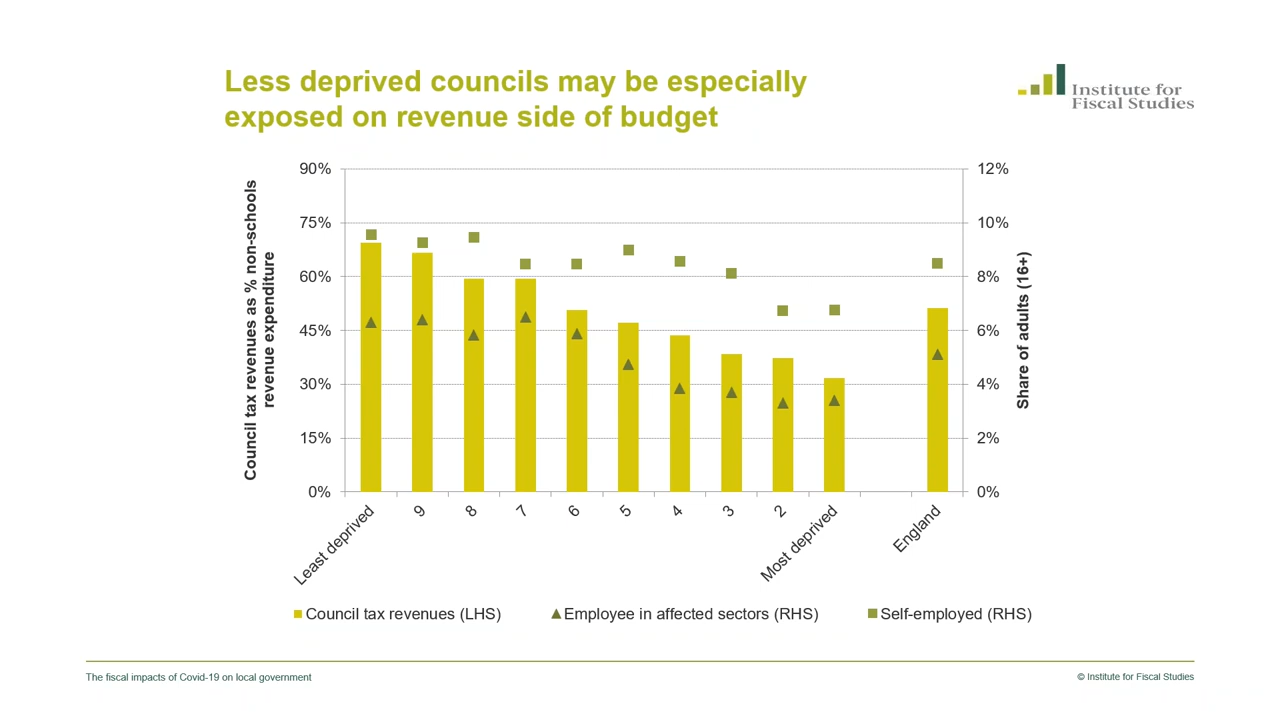 Less deprived councils may be especially
exposed on revenue side of budget
Institute for
Fiscal Studies
Council tax revenues as % non-schools
revenue expenditure
90%
75%
60%
45%
30%
15%
0%
12%
10%
8%
6%
4%
2%
0%
Share of adults (16+)
Least deprived
9
8
7
6
5
4
3
2
Most deprived
England
Council tax revenues (LHS)
Employee in affected sectors (RHS)
Self-employed (RHS)
The fiscal impacts of Covid-19 on local government
© Institute for Fiscal Studies